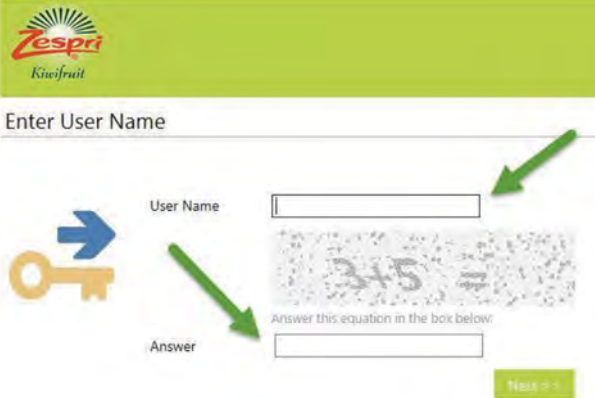 Zespri
Kiwifruit
Enter User Name
User Name
3+5 =
Answer this equation in the box below:
Answer
Next >>